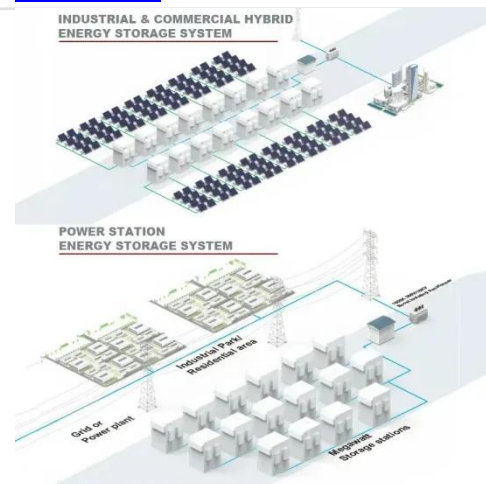 INDUSTRIAL & COMMERCIAL HYBRID
ENERGY STORAGE SYSTEM
POWER STATION
ENERGY STORAGE SYSTEM
Industrial Park/
Residential area
Grid or
Power plant
Megawatt
Storage stations